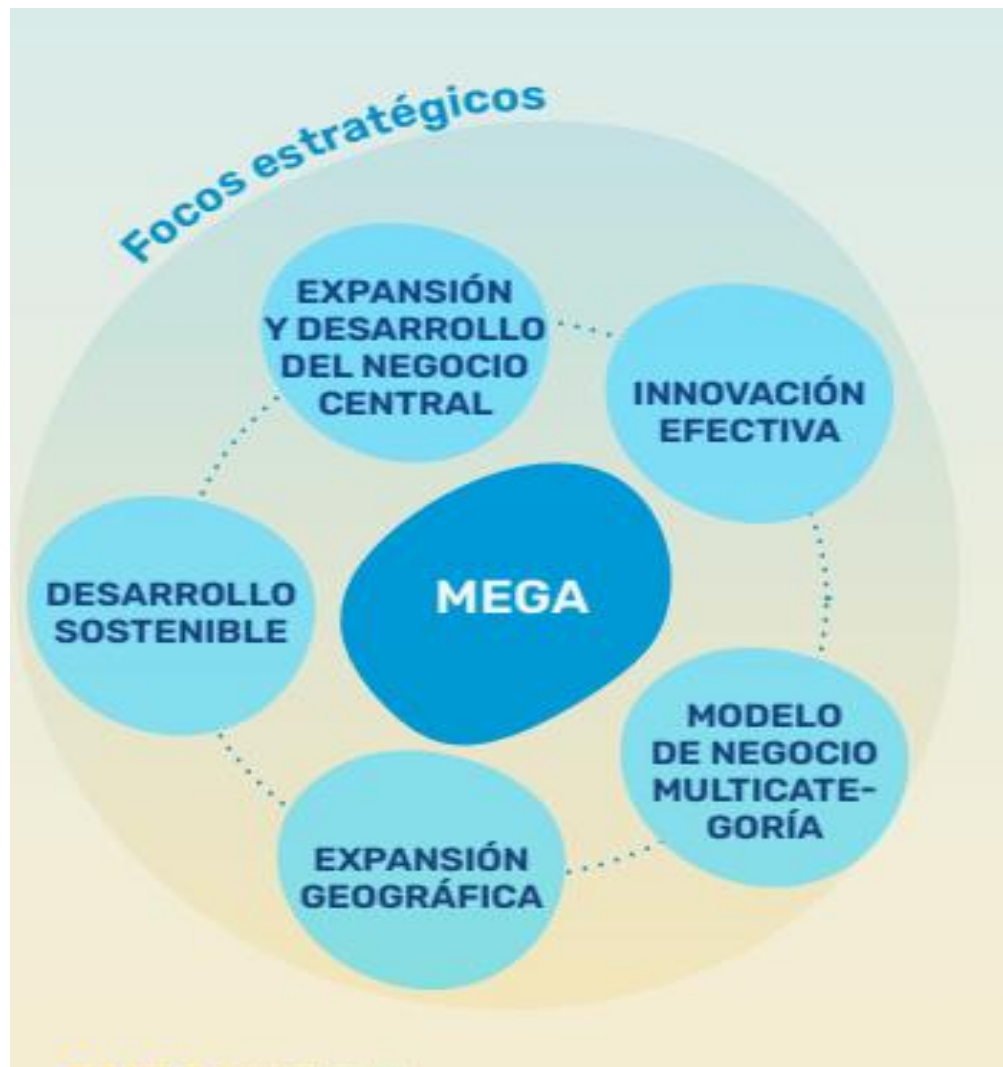 Focos estratégicos
EXPANSIÓN
Y DESARROLLO
DEL NEGOCIO
CENTRAL
INNOVACIÓN
EFECTIVA
MEGA
DESARROLLO
SOSTENIBLE
MODELO
DE NEGOCIO
MULTICATE-
GORÍA
EXPANSIÓN
GEOGRÁFICA